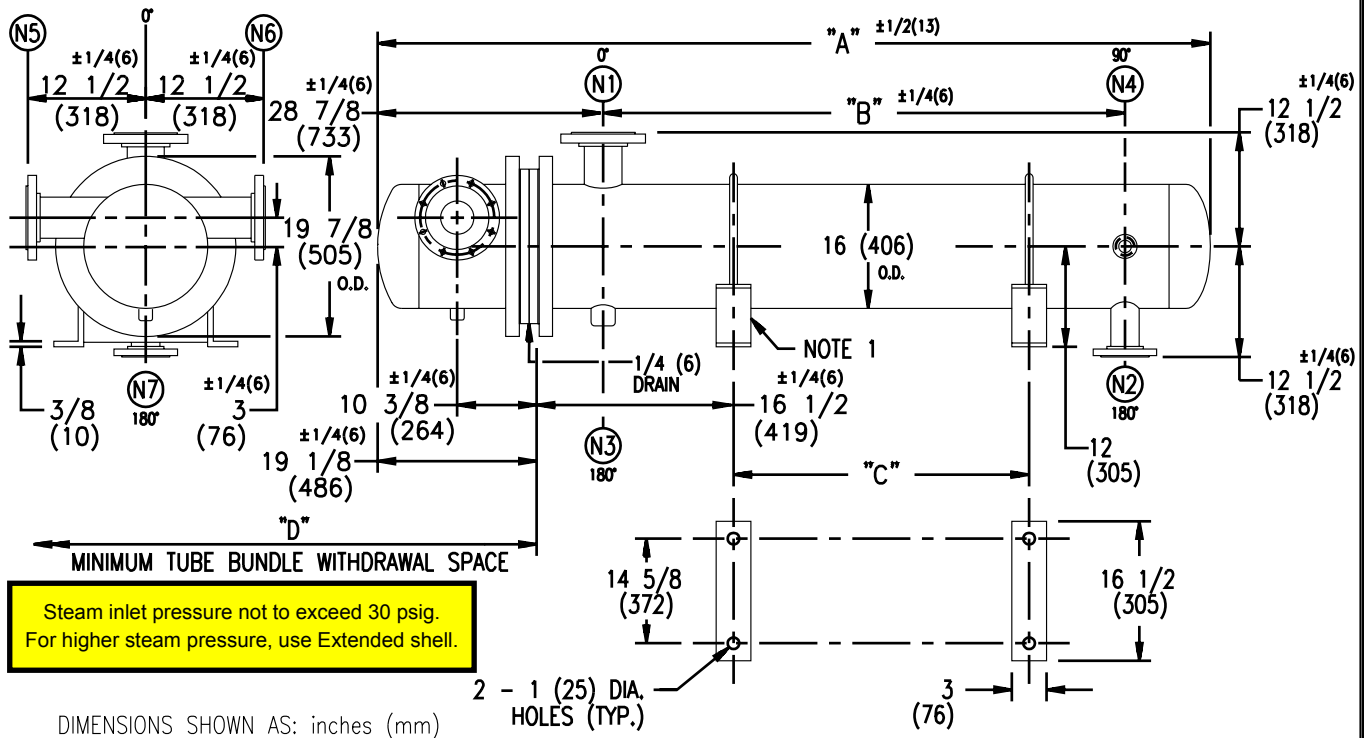 N5
0°
N6
±1/4(6)
±1/4(6)
12 1/2
(318)
12 1/2
(318)
±1/4(6)
28 7/8
(733)
"A" ±1/2(13)
0°
N1
"B" ±1/4(6)
90°
N4
±1/4(6)
12 1/2
(318)
19 7/8
(505)
O.D.
16 (406)
O.D.
NOTE 1
1/4 (6)
DRAIN
N7
180°
3/8
(10)
±1/4(6)
3
(76)
±1/4(6)
10 3/8
(264)
±1/4(6)
19 1/8
(486)
N3
180°
±1/4(6)
16 1/2
(419)
N2
180°
±1/4(6)
12 1/2
(318)
12
(305)
"C"
"D"
MINIMUM TUBE BUNDLE WITHDRAWAL SPACE
Steam inlet pressure not to exceed 30 psig.
For higher steam pressure, use Extended shell.
14 5/8
(372)
16 1/2
(305)
2 - 1 (25) DIA.
HOLES (TYP.)
3
(76)
DIMENSIONS SHOWN AS: inches (mm)